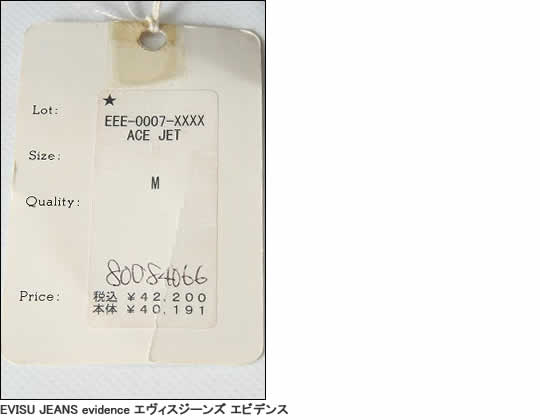 ★
Lot:
EEE-0007-XXXX
ACE JET
Size:
M
Quality:
80084066
Price:
税込 ¥42,200
本体 ¥40,191
EVISU JEANS evidence エヴィスジーンズ エビデンス